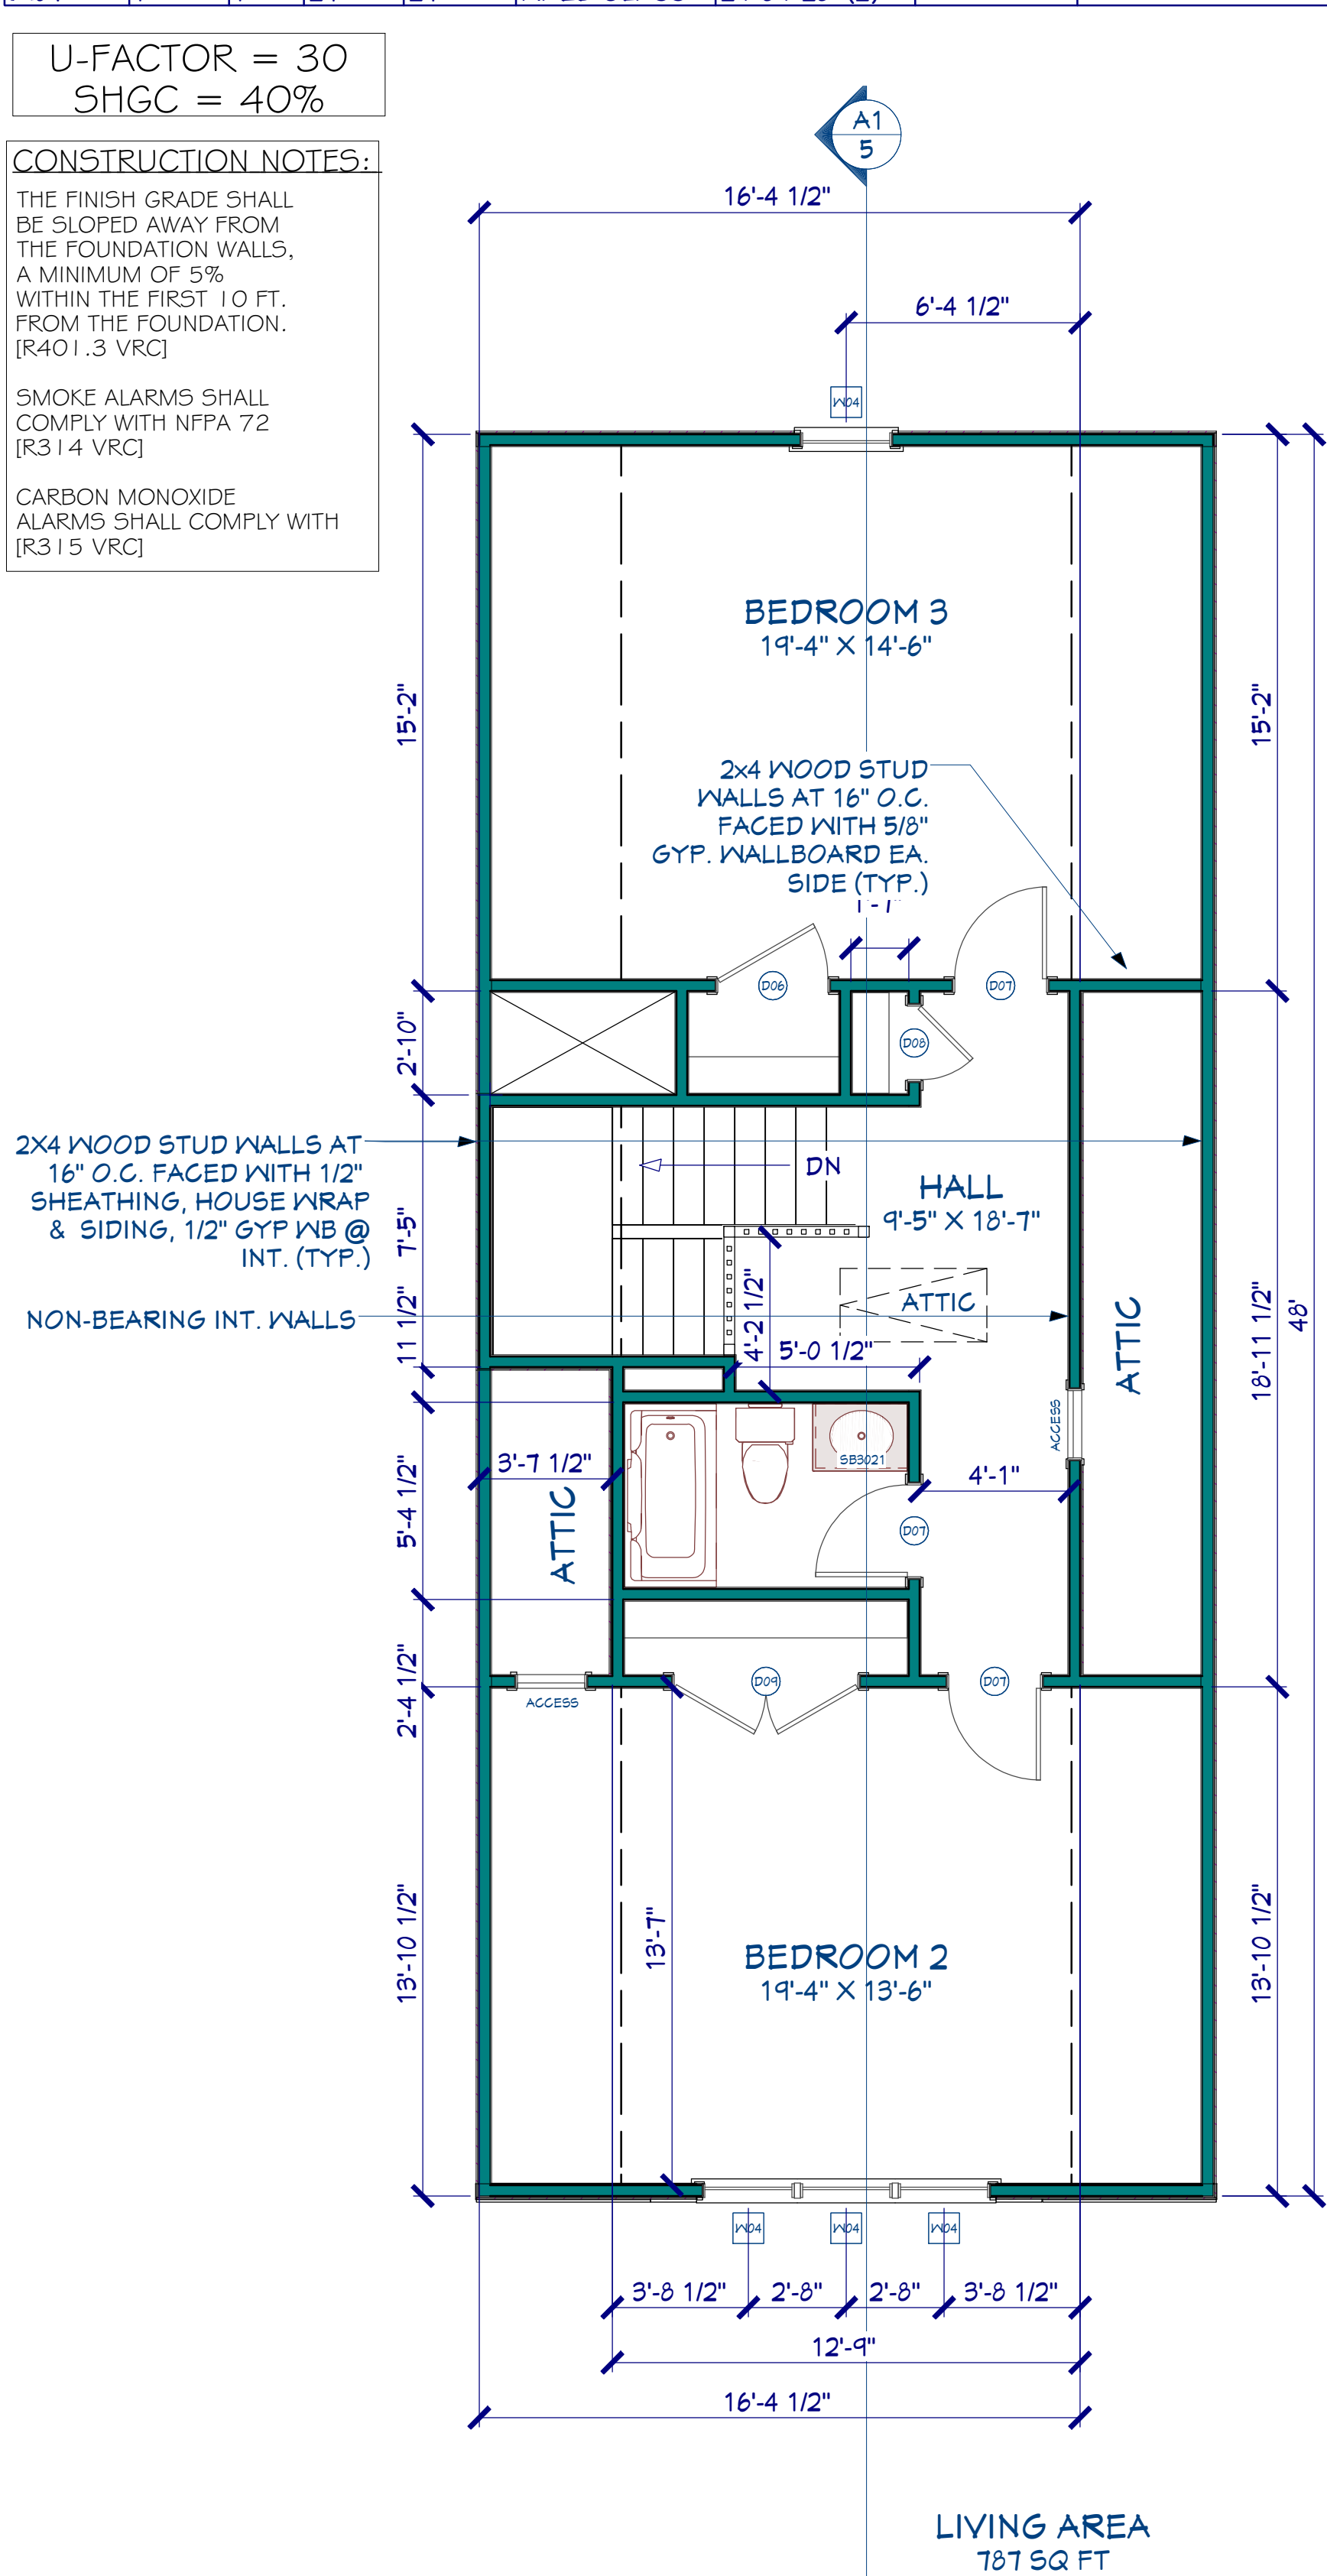 U-FACTOR = 30
SHGC = 40%
CONSTRUCTION NOTES:
THE FINISH GRADE SHALL
BE SLOPED AWAY FROM
THE FOUNDATION WALLS,
A MINIMUM OF 5%
WITHIN THE FIRST 10 FT.
FROM THE FOUNDATION.
[R401.3 VRC]
SMOKE ALARMS SHALL
COMPLY WITH NFPA 72
[R314 VRC]
CARBON MONOXIDE
ALARMS SHALL COMPLY WITH
[R315 VRC]
A1
5
16'-4 1/2"
6'-4 1/2"
W04
BEDROOM 3
19'-4" X 14'-6"
15'-2"
15'-2"
2x4 WOOD STUD
WALLS AT 16" O.C.
FACED WITH 5/8"
GYP. WALLBOARD EA.
SIDE (TYP.)
D06
D07
D08
2'-10"
2X4 WOOD STUD WALLS AT
16" O.C. FACED WITH 1/2"
SHEATHING, HOUSE WRAP
& SIDING, 1/2" GYP WB @
INT. (TYP.)
NON-BEARING INT. WALLS
7'-5"
DN
HALL
9'-5" X 18'-7"
ATTIC
4'-2 1/2"
5'-0 1/2"
11 1/2"
ATTIC
18'-11 1/2"
48'
ACCESS
SB3021
3'-7 1/2"
4'-1"
ATTIC
5'-4 1/2"
D07
2'-4 1/2"
ACCESS
D09
D07
13'-10 1/2"
13'-7"
BEDROOM 2
19'-4" X 13'-6"
13'-10 1/2"
W04
W04
W04
3'-8 1/2"
2'-8"
2'-8"
3'-8 1/2"
12'-9"
16'-4 1/2"
LIVING AREA
787 SQ FT